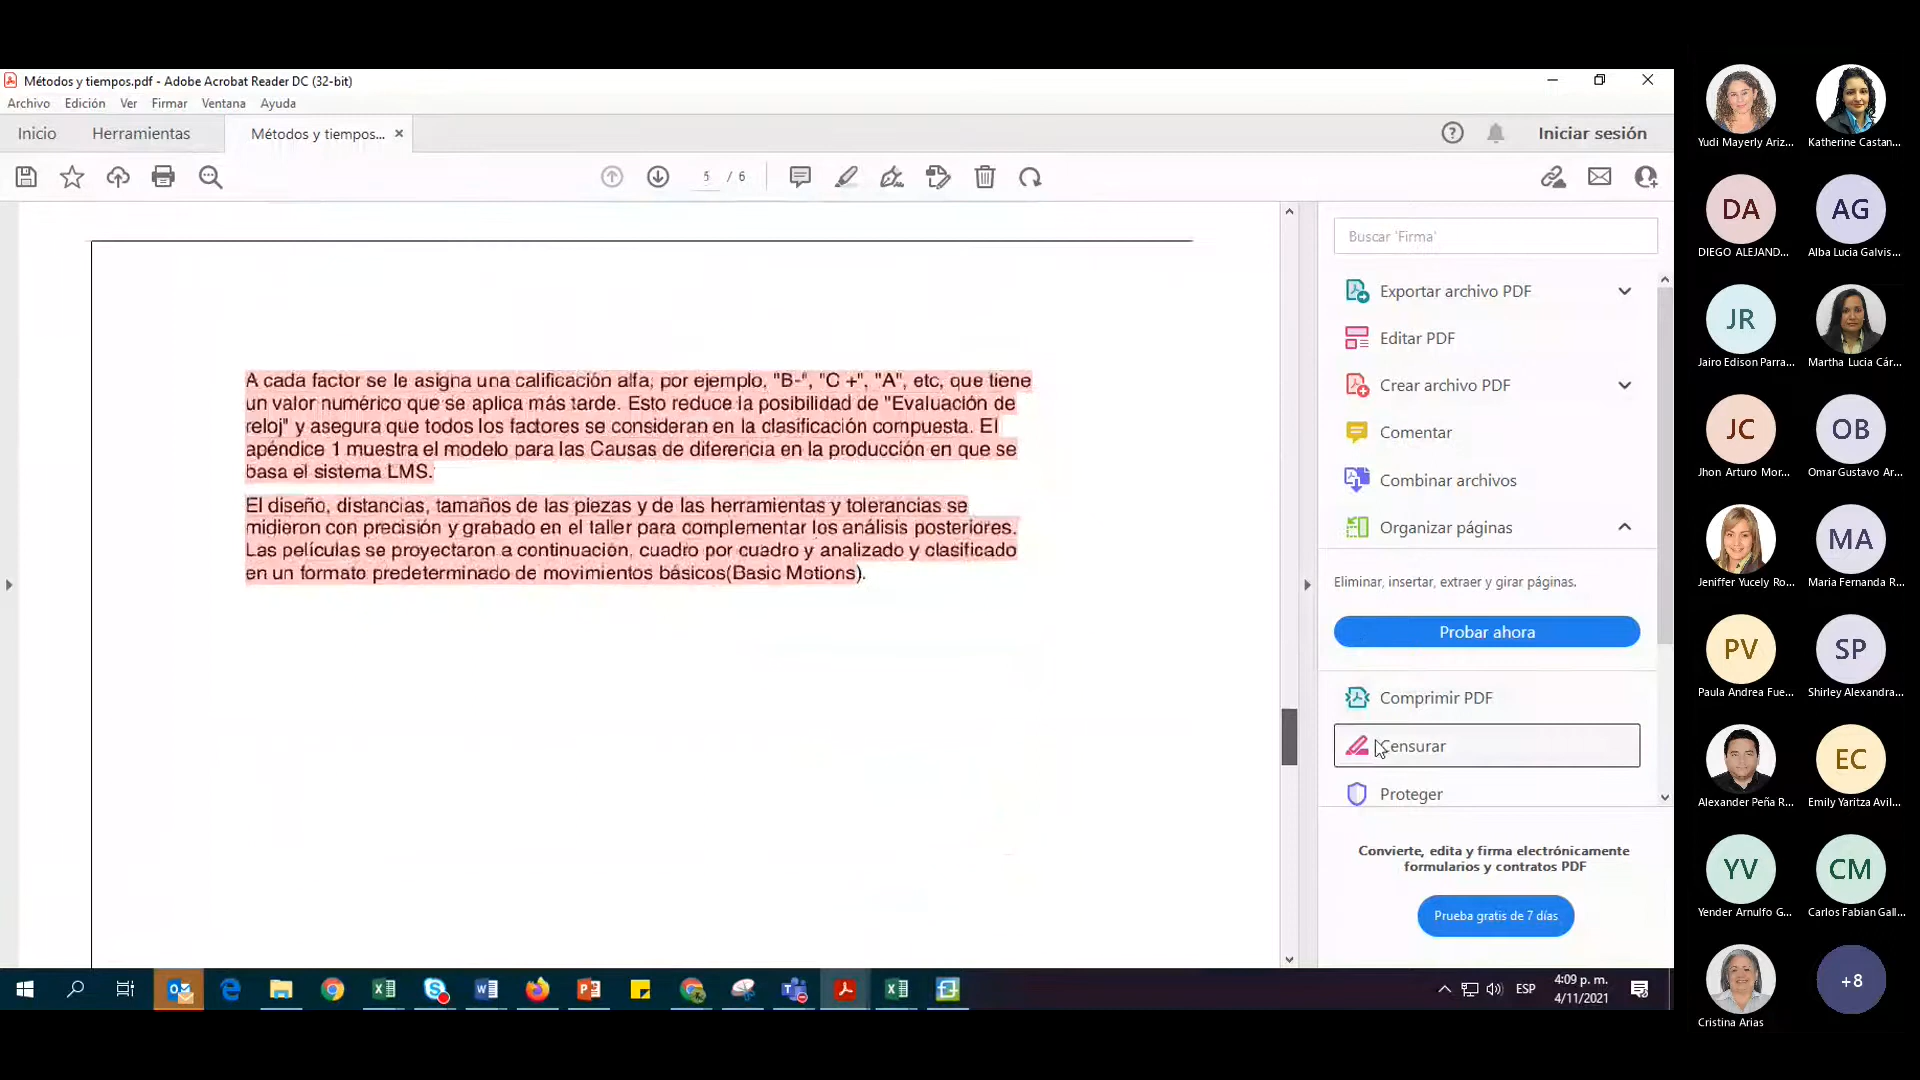 Métodos y tiempos.pdf - Adobe Acrobat Reader DC (32-bit)
Archivo Edición Ver Firmar Ventana Ayuda
Inicio Herramientas Métodos y tiempos... × Iniciar sesión
5 / 6
Buscar 'Firma'
Exportar archivo PDF
Editar PDF
Crear archivo PDF
Comentar
Combinar archivos
Organizar páginas
Eliminar, insertar, extraer y girar páginas.
Probar ahora
Comprimir PDF
Censurar
Proteger
Convierte, edita y firma electrónicamente
formularios y contratos PDF
Prueba gratis de 7 días
A cada factor se le asigna una calificación alfa, por ejemplo, "B-", "C +", "A", etc, que tiene
un valor numérico que se aplica más tarde. Esto reduce la posibilidad de "Evaluación de
reloj" y asegura que todos los factores se consideran en la clasificación compuesta. El
apéndice 1 muestra el modelo para las Causas de diferencia en la producción en que se
basa el sistema LMS.
El diseño, distancias, tamaños de las piezas y de las herramientas y tolerancias se
midieron con precisión y grabado en el taller para complementar los análisis posteriores.
Las películas se proyectaron a continuación, cuadro por cuadro y analizado y clasificado
en un formato predeterminado de movimientos básicos(Basic Motions).
ESP
4:09 p. m.
4/11/2021
Yudi Mayerly Ariz...
Katherine Castan...
DA
DIEGO ALEJAND...
AG
Alba Lucia Galvis...
JR
Jairo Edison Parra...
Martha Lucia Cár...
JC
Jhon Arturo Mor...
OB
Omar Gustavo Ar...
Jeniffer Yucely Ro...
MA
Maria Fernanda R...
PV
Paula Andrea Fue...
SP
Shirley Alexandra...
Alexander Peña R...
EC
Emily Yaritza Avil...
YV
Yender Arnulfo G...
CM
Carlos Fabian Gall...
Cristina Arias
+8